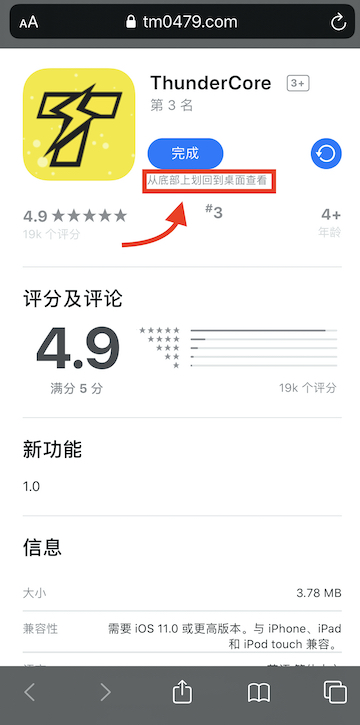 AA
tm0479.com
ThunderCore
3+
第 3 名
完成
从底部上划回到桌面查看
4.9 ★★★★★
#3
4+
19k 个评分
年龄
评分及评论
4.9
★★★★★
★★★★
★★★
★★
★
满分 5 分
19k 个评分
新功能
1.0
信息
大小
3.78 MB
兼容性
需要 iOS 11.0 或更高版本。与 iPhone、iPad
和 iPod touch 兼容。